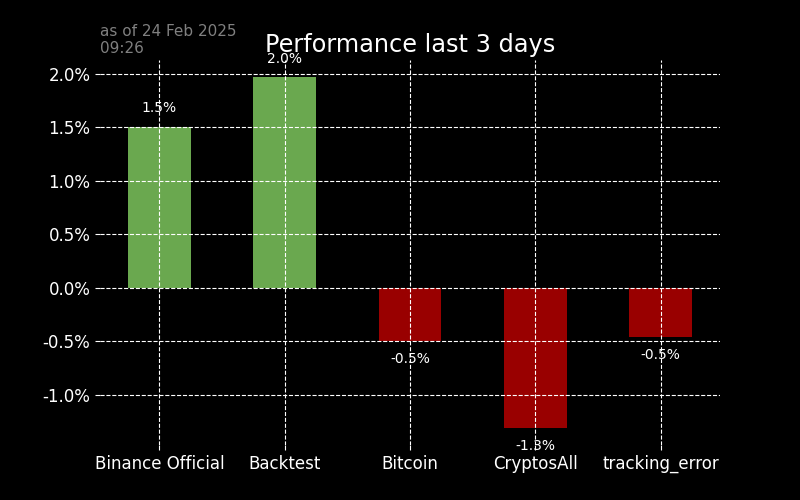 as of 24 Feb 2025
09:26
Performance last 3 days
2.0%
2.0%
1.5%
1.5%
1.0%
0.5%
0.0%
-0.5%
-0.5%
-0.5%
-1.0%
-1.3%
Binance Official
Backtest
Bitcoin
CryptosAll
tracking_error